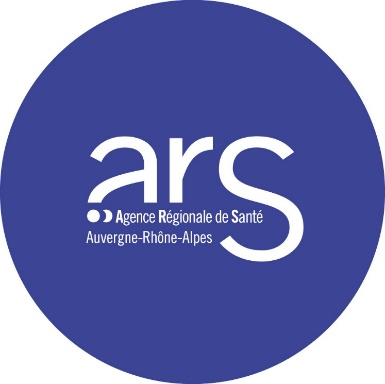 ars
Agence Régionale de Santé
Auvergne-Rhône-Alpes